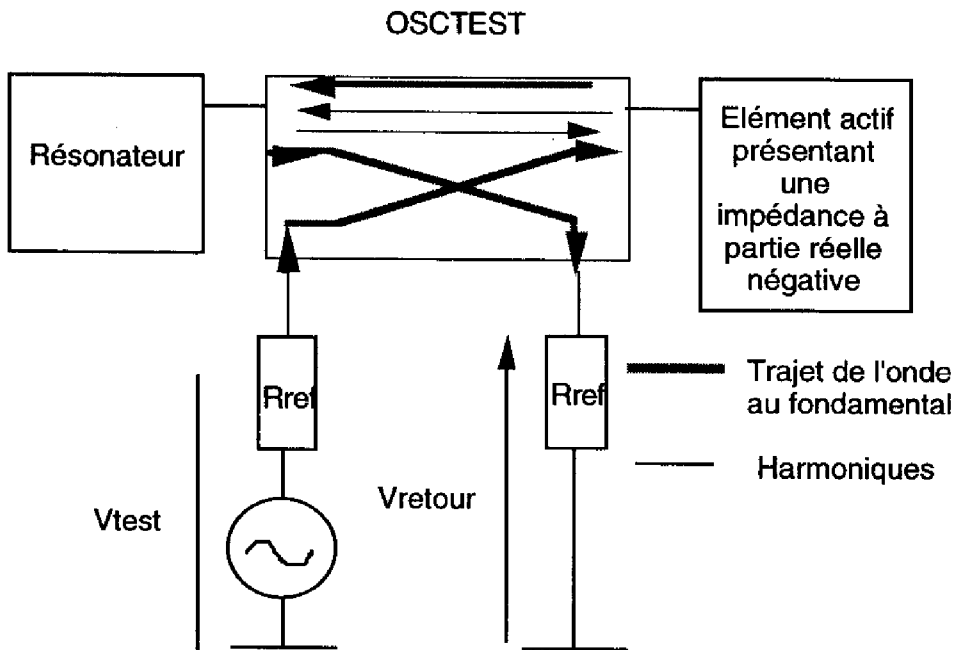 OSCTEST
Résonateur
Elément actif
présentant
une
impédance à
partie réelle
négative
Rref
Rref
Trajet de l'onde
au fondamental
Harmoniques
Vretour
Vtest